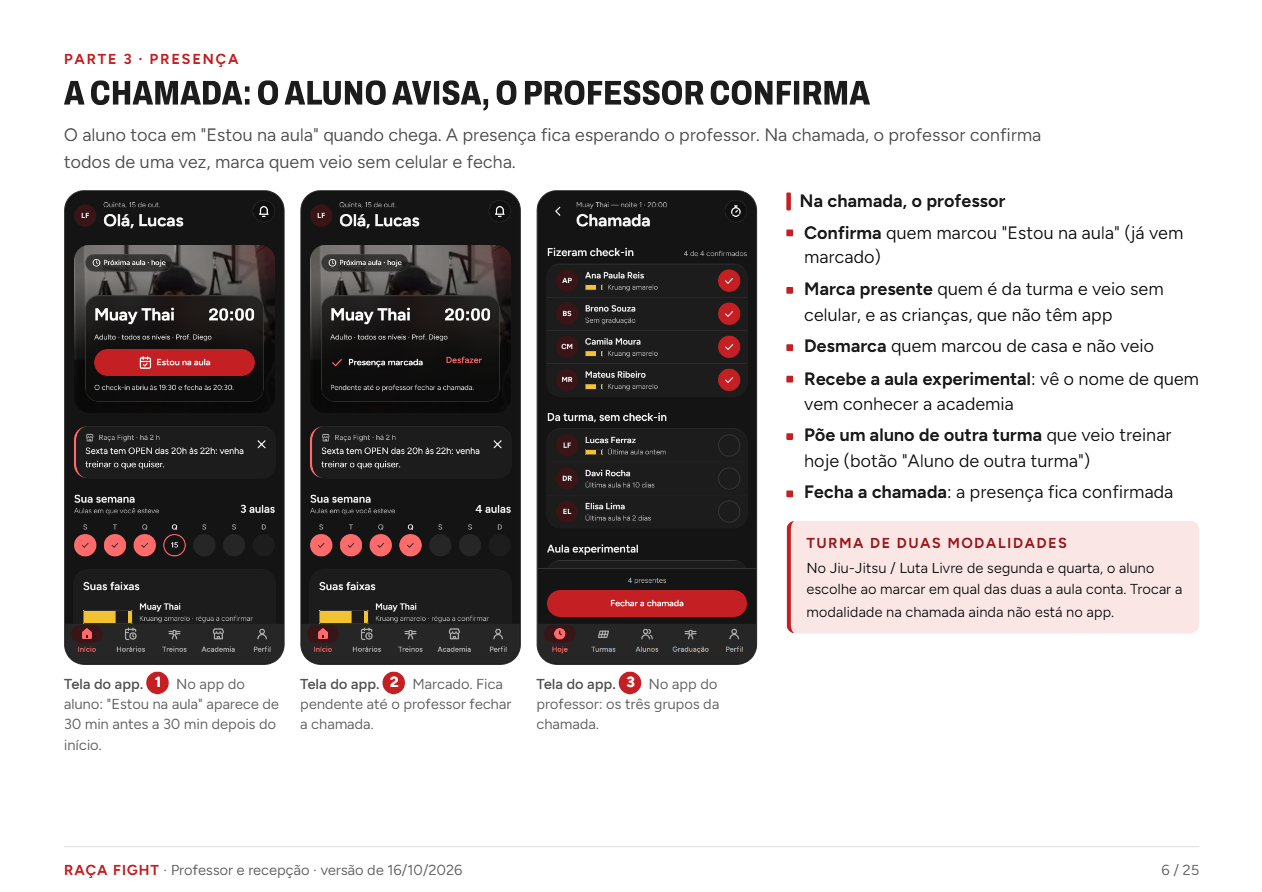 PARTE 3 · PRESENÇA
A CHAMADA: O ALUNO AVISA, O PROFESSOR CONFIRMA
O aluno toca em "Estou na aula" quando chega. A presença fica esperando o professor. Na chamada, o professor confirma
todos de uma vez, marca quem veio sem celular e fecha.
LF
Quinta, 15 de out.
Olá, Lucas
Próxima aula · hoje
Muay Thai 20:00
Adulto · todos os níveis · Prof. Diego
Estou na aula
O check-in abriu às 19:30 e fecha às 20:30.
Raça Fight · há 2 h
Sexta tem OPEN das 20h às 22h: venha
treinar o que quiser.
Sua semana
Aulas em que você esteve
3 aulas
S T Q Q S S D
15
Suas faixas
Muay Thai
Kruang amarelo · régua a confirmar
Início Horários Treinos Academia Perfil
Tela do app. 1 No app do
aluno: "Estou na aula" aparece de
30 min antes a 30 min depois do
início.
LF
Quinta, 15 de out.
Olá, Lucas
Próxima aula · hoje
Muay Thai 20:00
Adulto · todos os níveis · Prof. Diego
Presença marcada Desfazer
Pendente até o professor fechar a chamada.
Raça Fight · há 2 h
Sexta tem OPEN das 20h às 22h: venha
treinar o que quiser.
Sua semana
Aulas em que você esteve
4 aulas
S T Q Q S S D
Suas faixas
Muay Thai
Kruang amarelo · régua a confirmar
Início Horários Treinos Academia Perfil
Tela do app. 2 Marcado. Fica
pendente até o professor fechar
a chamada.
Muay Thai — noite 1 · 20:00
Chamada
Fizeram check-in 4 de 4 confirmados
AP Ana Paula Reis
Kruang amarelo
BS Breno Souza
Sem graduação
CM Camila Moura
Kruang amarelo
MR Mateus Ribeiro
Kruang amarelo
Da turma, sem check-in
LF Lucas Ferraz
Última aula ontem
DR Davi Rocha
Última aula há 10 dias
EL Elisa Lima
Última aula há 2 dias
Aula experimental
4 presentes
Fechar a chamada
Hoje Turmas Alunos Graduação Perfil
Tela do app. 3 No app do
professor: os três grupos da
chamada.
Na chamada, o professor
Confirma quem marcou "Estou na aula" (já vem
marcado)
Marca presente quem é da turma e veio sem
celular, e as crianças, que não têm app
Desmarca quem marcou de casa e não veio
Recebe a aula experimental: vê o nome de quem
vem conhecer a academia
Põe um aluno de outra turma que veio treinar
hoje (botão "Aluno de outra turma")
Fecha a chamada: a presença fica confirmada
TURMA DE DUAS MODALIDADES
No Jiu-Jitsu / Luta Livre de segunda e quarta, o aluno
escolhe ao marcar em qual das duas a aula conta. Trocar a
modalidade na chamada ainda não está no app.
RAÇA FIGHT · Professor e recepção · versão de 16/10/2026
6 / 25